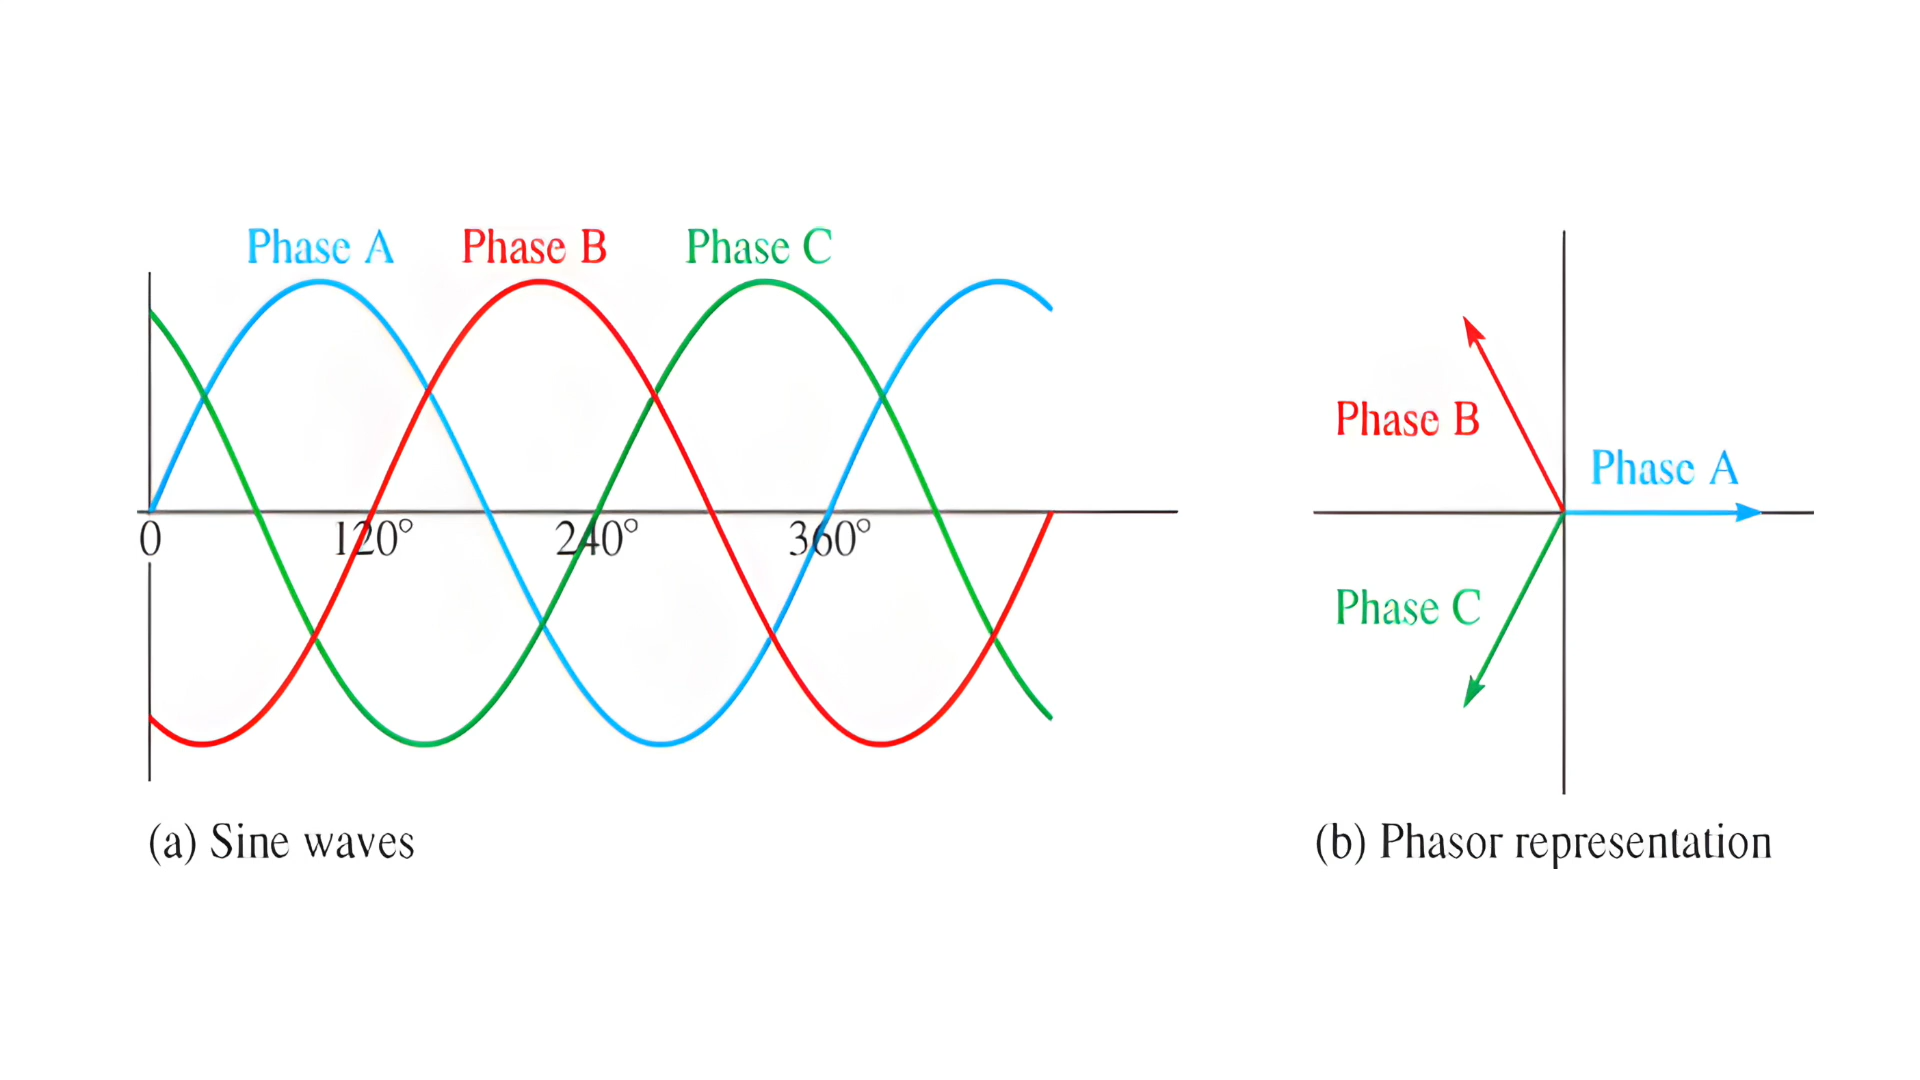 Phase A
Phase B
Phase C
0
120°
240°
360°
(a) Sine waves
Phase B
Phase A
Phase C
(b) Phasor representation